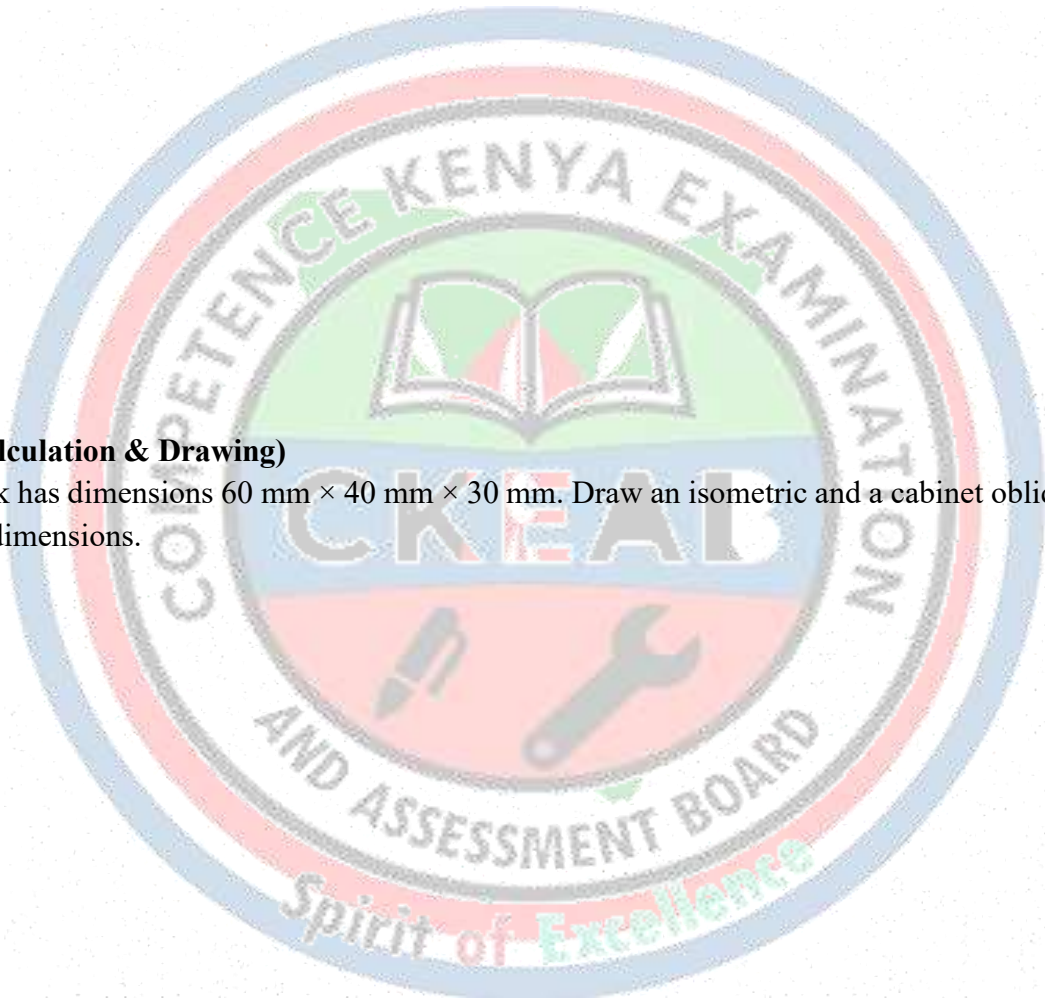 COMPETENCE KENYA EXAMINATION
lculation & Drawing)
x has dimensions 60 mm × 40 mm × 30 mm. Draw an isometric and a cabinet obli
dimensions.
CKEAB
AND ASSESSMENT BOARD
Spirit of Excellence